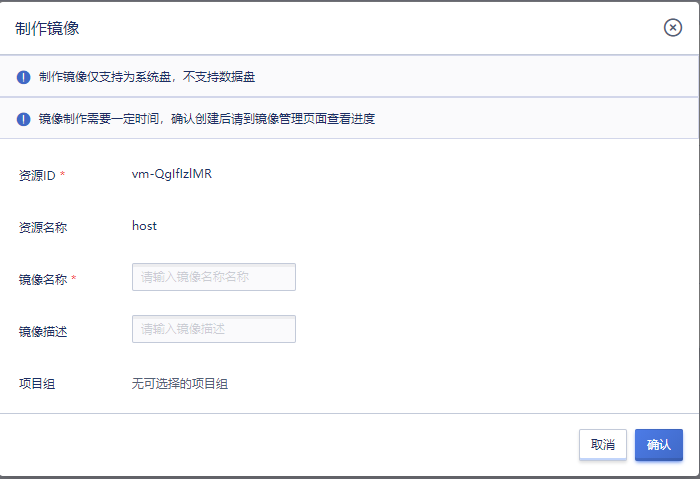 制作镜像
制作镜像仅支持为系统盘，不支持数据盘
镜像制作需要一定时间，确认创建后请到镜像管理页面查看进度
资源ID * vm-QgIfIzlMR
资源名称 host
镜像名称 * 请输入镜像名称名称
镜像描述 请输入镜像描述
项目组 无可选择的项目组
取消 确认